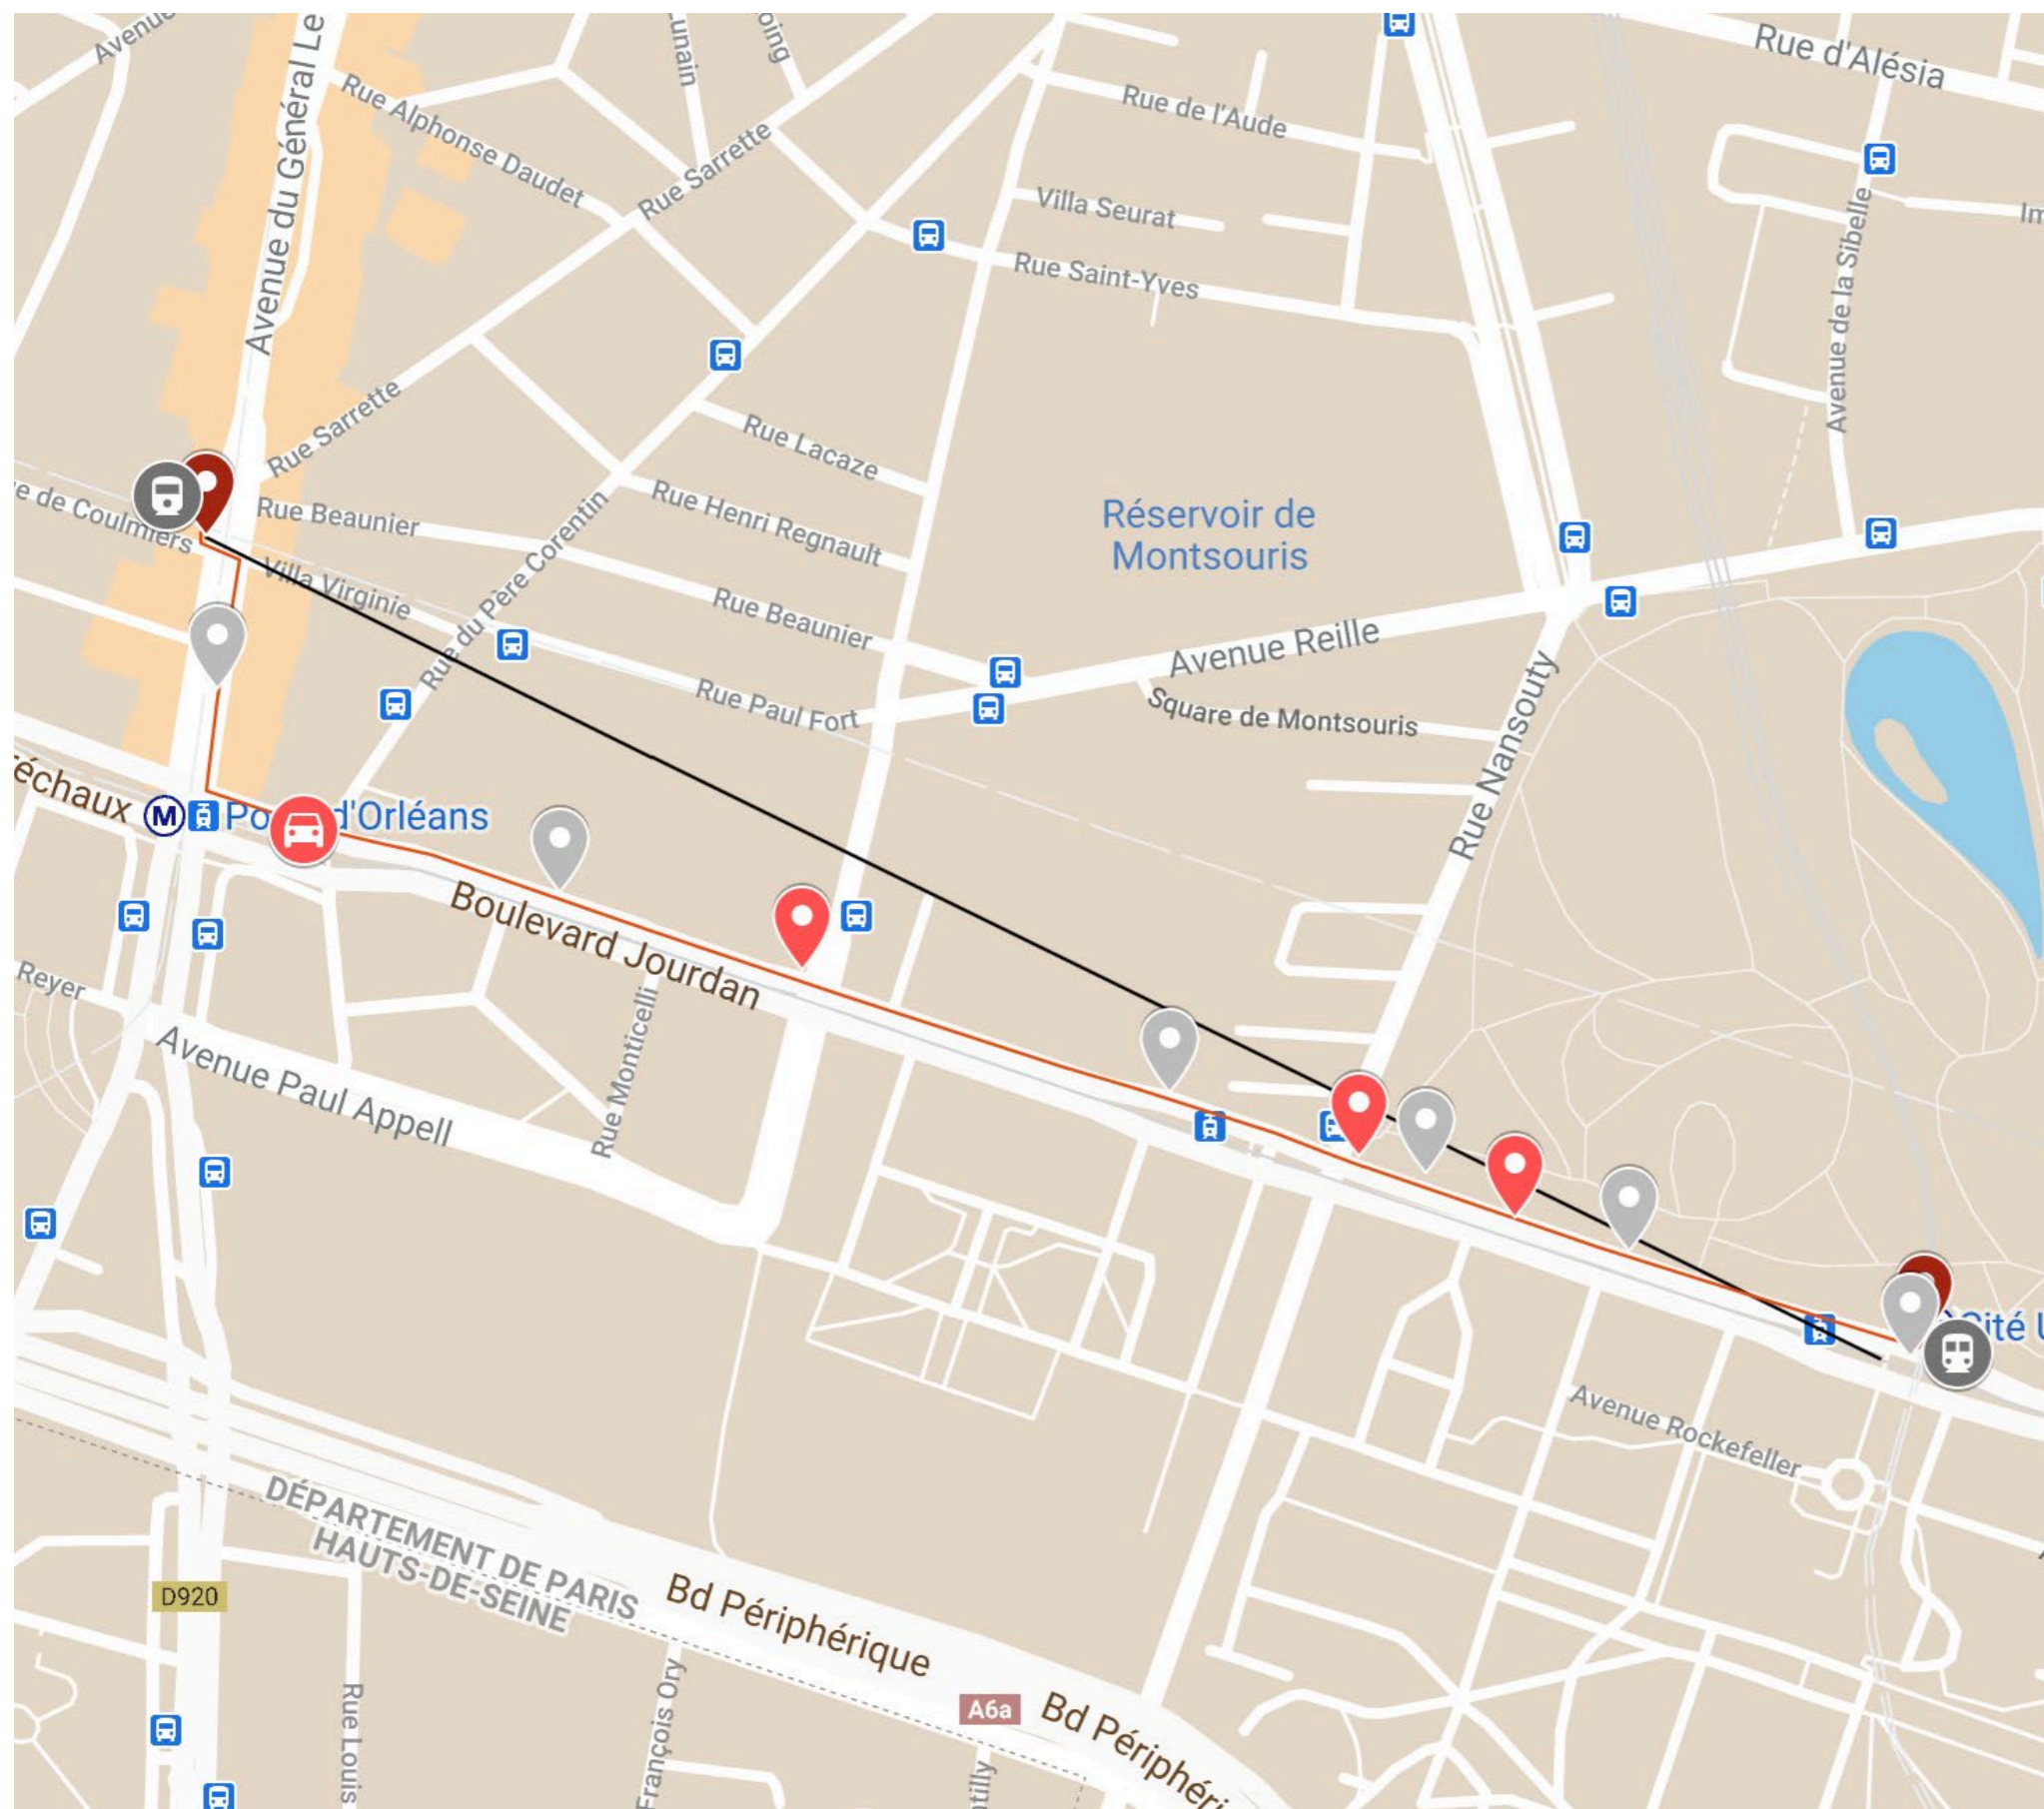 Avenue
Avenue du Général Le
Rue Alphonse Daudet
Rue Sarrette
Rue de l'Aude
Rue d'Alésia
Villa Seurat
Rue Saint-Yves
Avenue de la Sibelle
Im
Rue Sarrette
Rue Lacaze
e de Coulmiers
Rue Beaunier
Rue Henri Regnault
Réservoir de
Montsouris
Villa Virginie
Rue du Père Corentin
Rue Beaunier
Avenue Reille
Rue Paul Fort
Square de Montsouris
Rue Nansouty
échaux
M
d'Orléans
Boulevard Jourdan
Reyer
Avenue Paul Appell
Rue Monticelli
Cité U
Avenue Rockefeller
DÉPARTEMENT DE PARIS
HAUTS-DE-SEINE
D920
Bd Périphérique
A6a
Bd Périphéri
Rue Louis
François Ory
ntilly